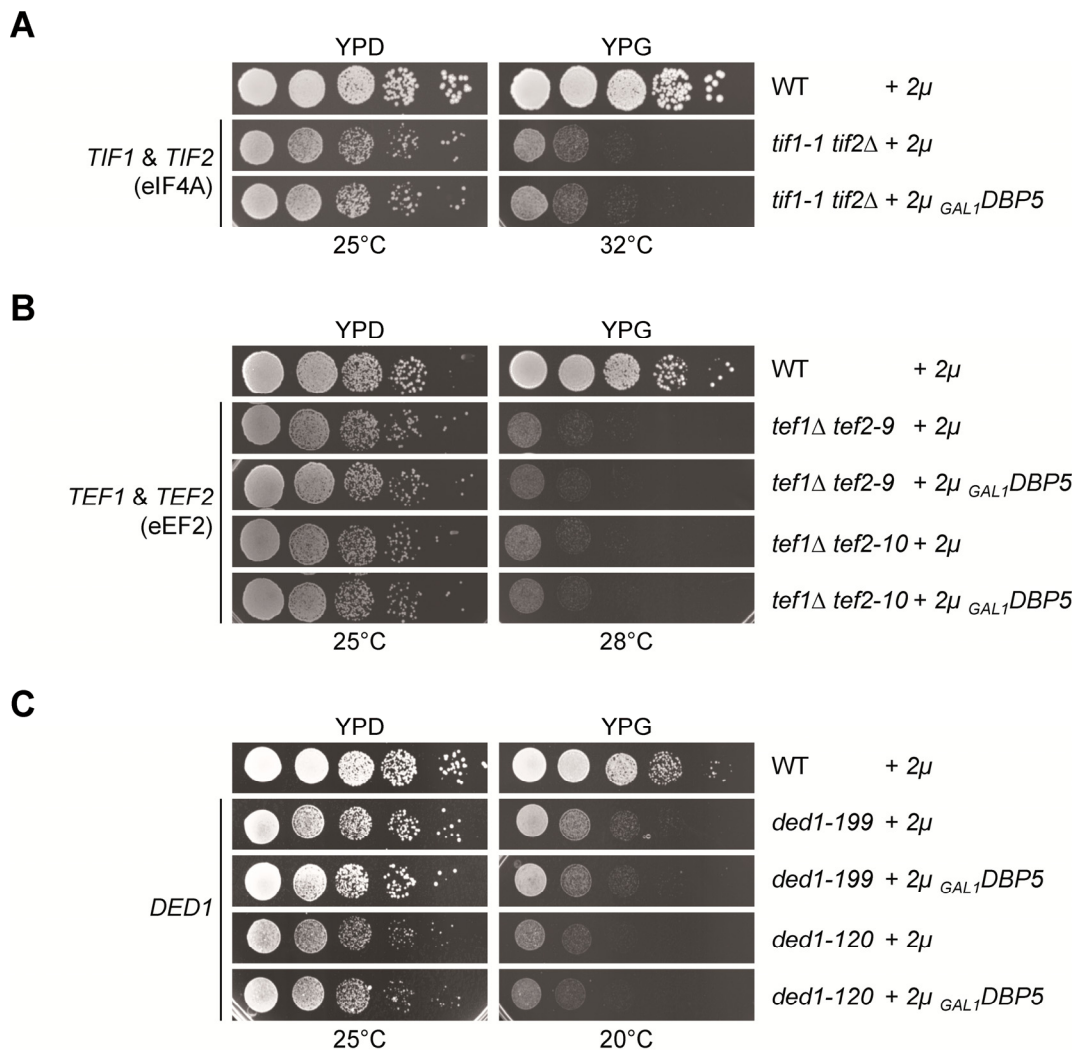 A
YPD YPG
WT + 2µ
TIF1 & TIF2
(eIF4A)
tif1-1 tif2Δ + 2µ
tif1-1 tif2Δ + 2µ GAL1DBP5
25°C 32°C
B
YPD YPG
WT + 2µ
TEF1 & TEF2
(eEF2)
tef1Δ tef2-9 + 2µ
tef1Δ tef2-9 + 2µ GAL1DBP5
tef1Δ tef2-10 + 2µ
tef1Δ tef2-10 + 2µ GAL1DBP5
25°C 28°C
C
YPD YPG
WT + 2µ
DED1
ded1-199 + 2µ
ded1-199 + 2µ GAL1DBP5
ded1-120 + 2µ
ded1-120 + 2µ GAL1DBP5
25°C 20°C